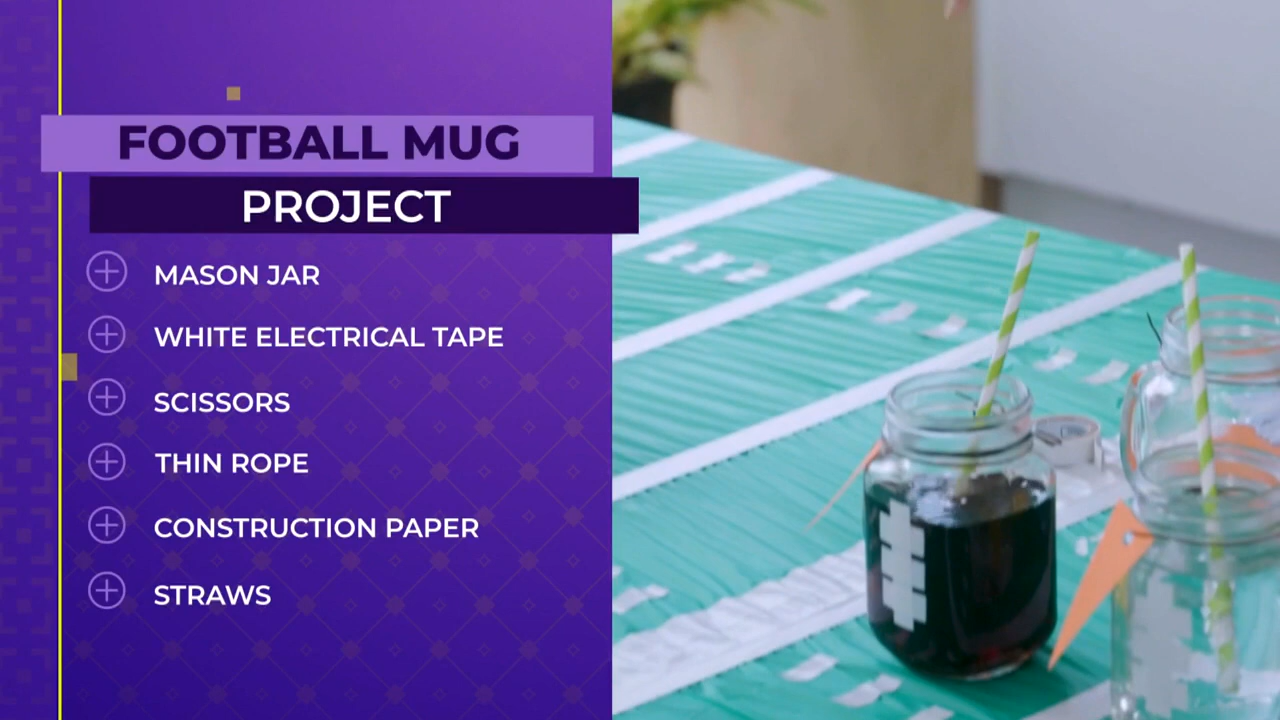 FOOTBALL MUG
PROJECT
MASON JAR
WHITE ELECTRICAL TAPE
SCISSORS
THIN ROPE
CONSTRUCTION PAPER
STRAWS